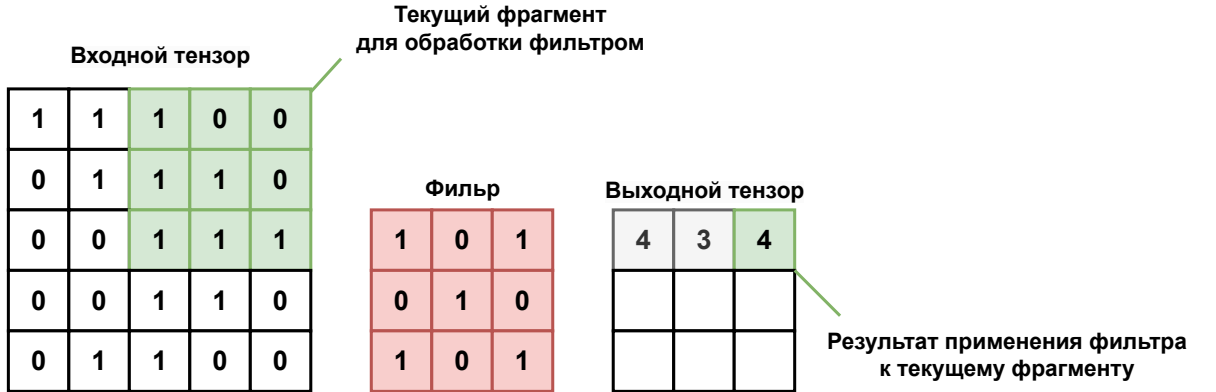 Текущий фрагмент
для обработки фильтром
Входной тензор
1 1 1 0 0
0 1 1 1 0
0 0 1 1 1
0 0 1 1 0
0 1 1 0 0
Фильр
1 0 1
0 1 0
1 0 1
Выходной тензор
4 3 4
Результат применения фильтра
к текущему фрагменту